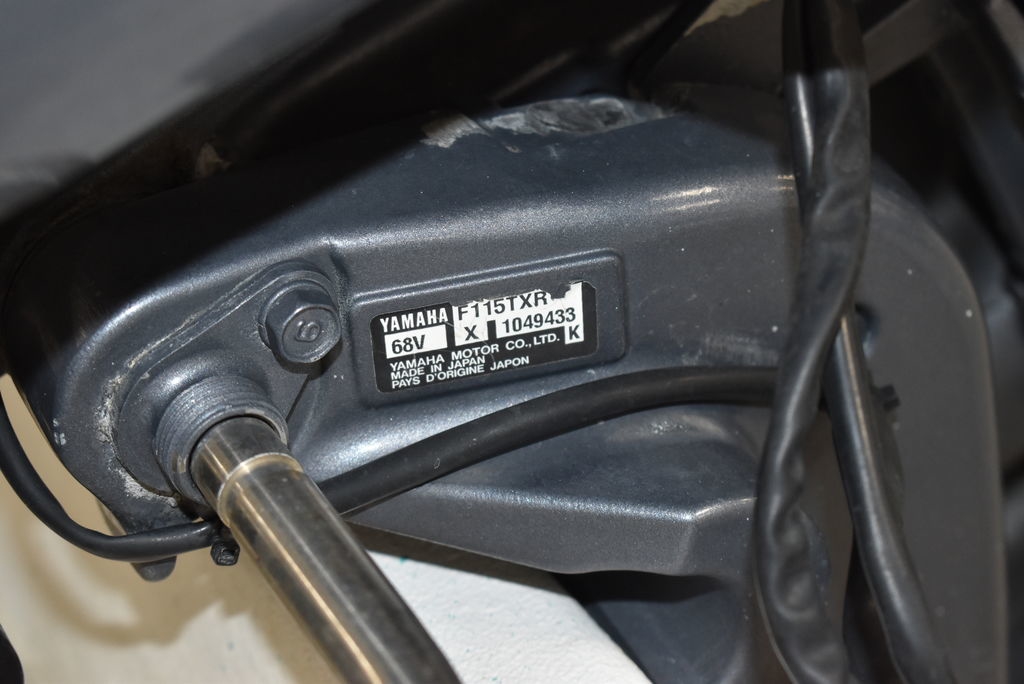 YAMAHA F115TXR
68V X 1049433
YAMAHA MOTOR CO., LTD. K
MADE IN JAPAN
PAYS D'ORIGINE JAPON